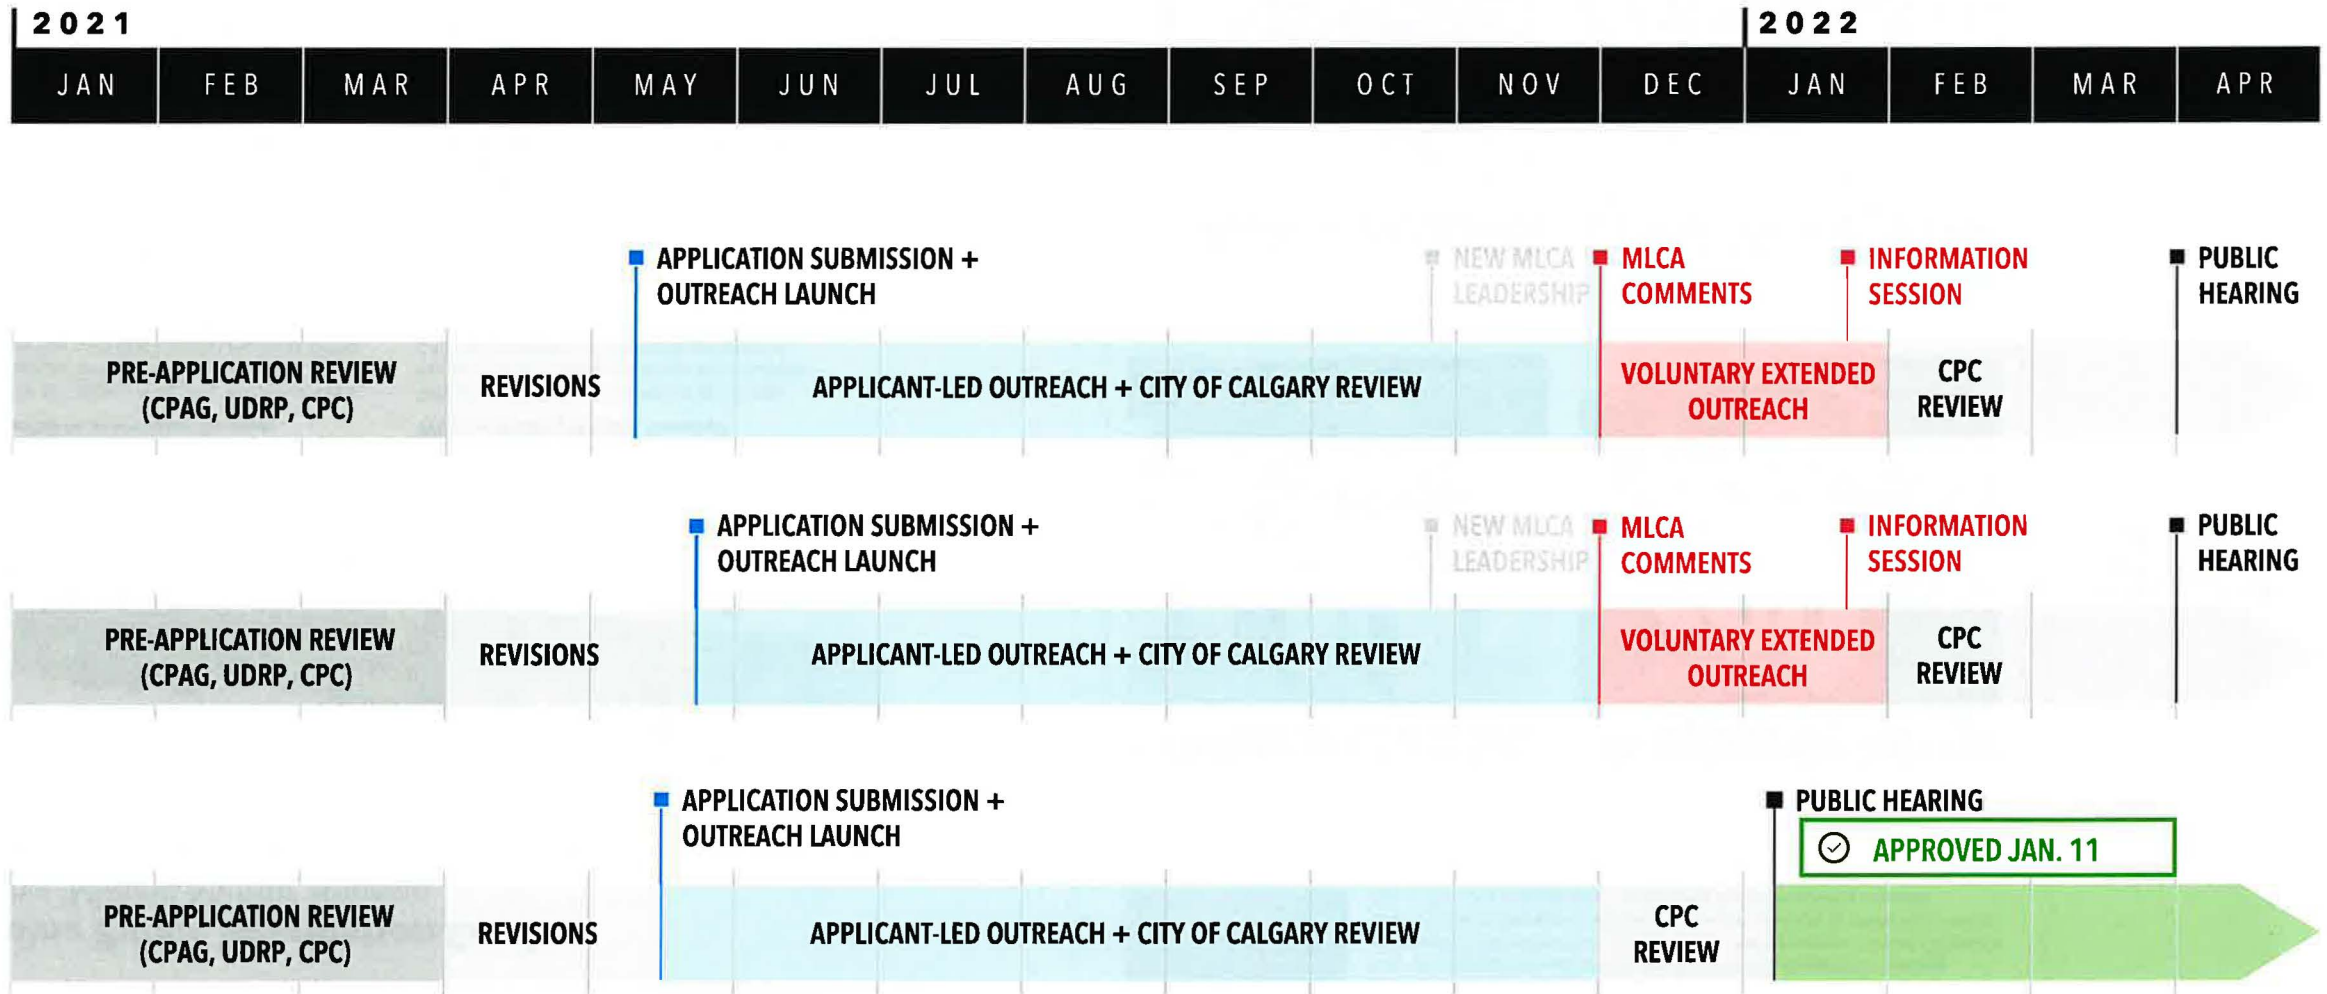 2021
2022
JAN FEB MAR APR MAY JUN JUL AUG SEP OCT NOV DEC JAN FEB MAR APR
APPLICATION SUBMISSION +
OUTREACH LAUNCH
NEW MLCA
LEADERSHIP
MLCA
COMMENTS
INFORMATION
SESSION
PUBLIC
HEARING
PRE-APPLICATION REVIEW
(CPAG, UDRP, CPC)
REVISIONS
APPLICANT-LED OUTREACH + CITY OF CALGARY REVIEW
VOLUNTARY EXTENDED
OUTREACH
CPC
REVIEW
APPLICATION SUBMISSION +
OUTREACH LAUNCH
NEW MLCA
LEADERSHIP
MLCA
COMMENTS
INFORMATION
SESSION
PUBLIC
HEARING
PRE-APPLICATION REVIEW
(CPAG, UDRP, CPC)
REVISIONS
APPLICANT-LED OUTREACH + CITY OF CALGARY REVIEW
VOLUNTARY EXTENDED
OUTREACH
CPC
REVIEW
APPLICATION SUBMISSION +
OUTREACH LAUNCH
PUBLIC HEARING
APPROVED JAN. 11
PRE-APPLICATION REVIEW
(CPAG, UDRP, CPC)
REVISIONS
APPLICANT-LED OUTREACH + CITY OF CALGARY REVIEW
CPC
REVIEW